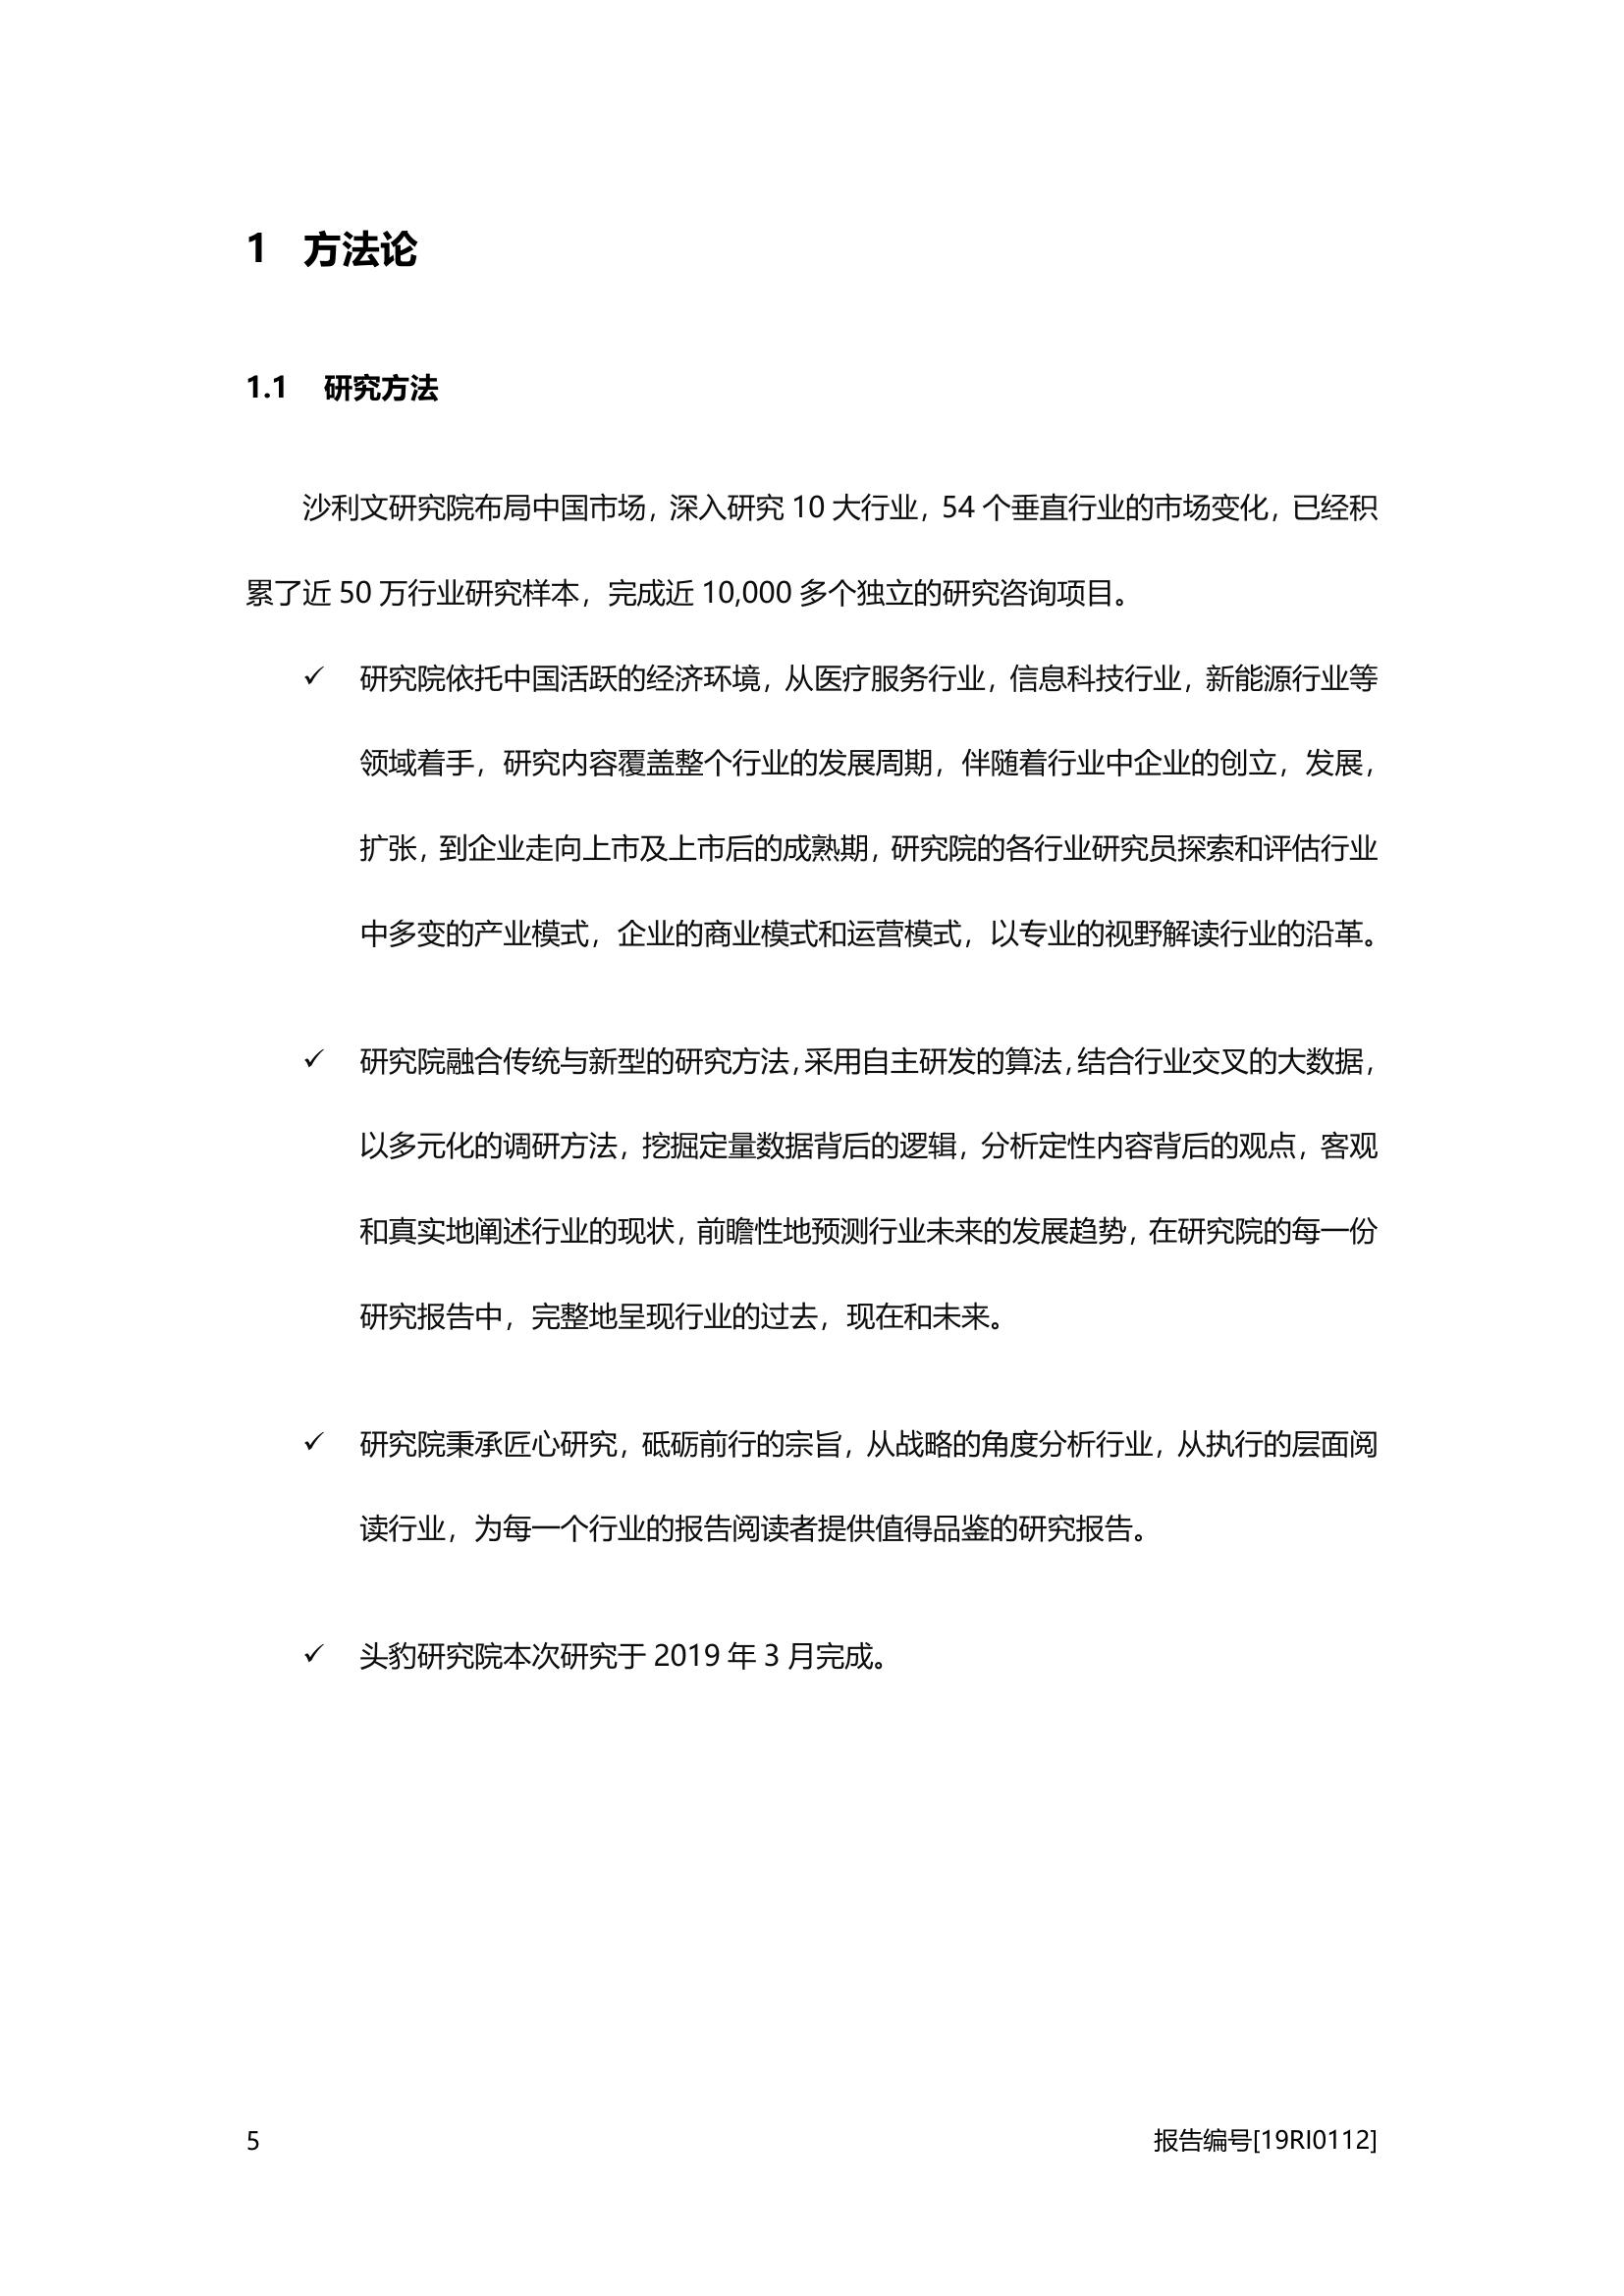 1 方法论
1.1 研究方法
沙利文研究院布局中国市场，深入研究 10 大行业，54 个垂直行业的市场变化，已经积
累了近 50 万行业研究样本，完成近 10,000 多个独立的研究咨询项目。
✓ 研究院依托中国活跃的经济环境，从医疗服务行业，信息科技行业，新能源行业等
领域着手，研究内容覆盖整个行业的发展周期，伴随着行业中企业的创立，发展，
扩张，到企业走向上市及上市后的成熟期，研究院的各行业研究员探索和评估行业
中多变的产业模式，企业的商业模式和运营模式，以专业的视野解读行业的沿革。
✓ 研究院融合传统与新型的研究方法，采用自主研发的算法，结合行业交叉的大数据，
以多元化的调研方法，挖掘定量数据背后的逻辑，分析定性内容背后的观点，客观
和真实地阐述行业的现状，前瞻性地预测行业未来的发展趋势，在研究院的每一份
研究报告中，完整地呈现行业的过去，现在和未来。
✓ 研究院秉承匠心研究，砥砺前行的宗旨，从战略的角度分析行业，从执行的层面阅
读行业，为每一个行业的报告阅读者提供值得品鉴的研究报告。
✓ 头豹研究院本次研究于 2019 年 3 月完成。
5 报告编号[19RI0112]